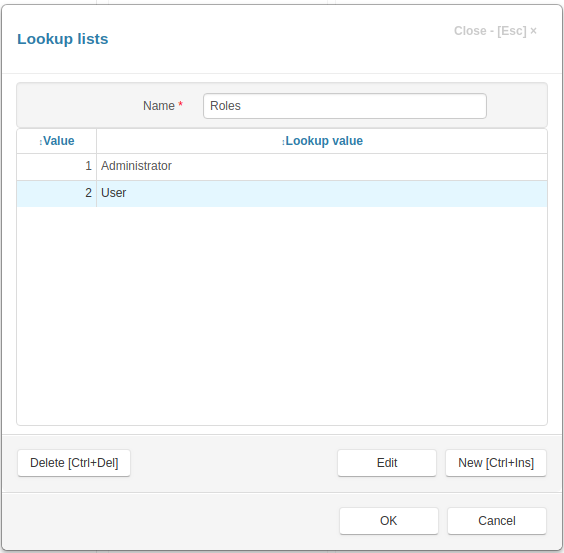 Lookup lists
Close - [Esc] ×
Name *
Roles
↕Value ↕Lookup value
1 Administrator
2 User
Delete [Ctrl+Del] Edit New [Ctrl+Ins]
OK Cancel